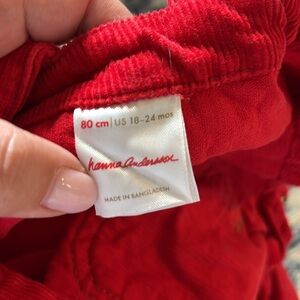 80 cm | US 18-24 mos
hanna andersson
MADE IN BANGLADESH